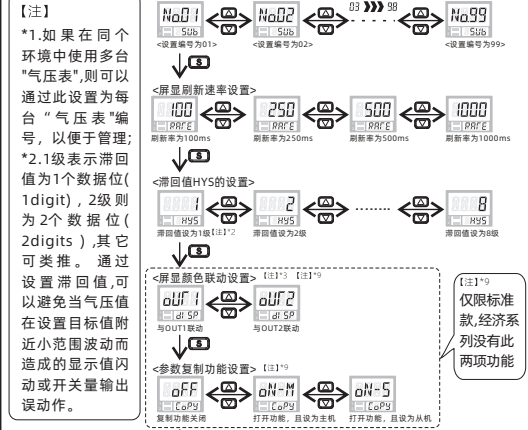 【注】
*1.如果在同个
环境中使用多台
"气压表",则可以
通过此设置为每
台“气压表"编
号，以便于管理;
*2.1级表示滞回
值为1个数据位(
1digit)，2级则
为2个数据位(
2digits),其它
可类推。通过
设置滞回值,可
以避免当气压值
在设置目标值附
近小范围波动而
造成的显示值闪
动或开关量输出
误动作。
No.01 No.02 03 98 No.99
SUb SUb SUb
<设置编号为01> <设置编号为02> <设置编号为99>
S
<屏显刷新速率设置>
100 250 500 1000
RATE RATE RATE RATE
刷新率为100ms 刷新率为250ms 刷新率为500ms 刷新率为1000ms
S
<滞回值HYS的设置>
1 2 8
HYS HYS HYS
滞回值设为1级【注】*2 滞回值设为2级 滞回值设为8级
S
<屏显颜色联动设置> 【注】*3 【注】*9
oUT1 oUT2
di SP di SP
与OUT1联动 与OUT2联动
S
<参数复制功能设置> 【注】*9
oFF oN-M oN-S
CoPY CoPY CoPY
复制功能关闭 打开功能，且设为主机 打开功能，且设为从机
【注】*9
仅限标准
款,经济系
列没有此
两项功能